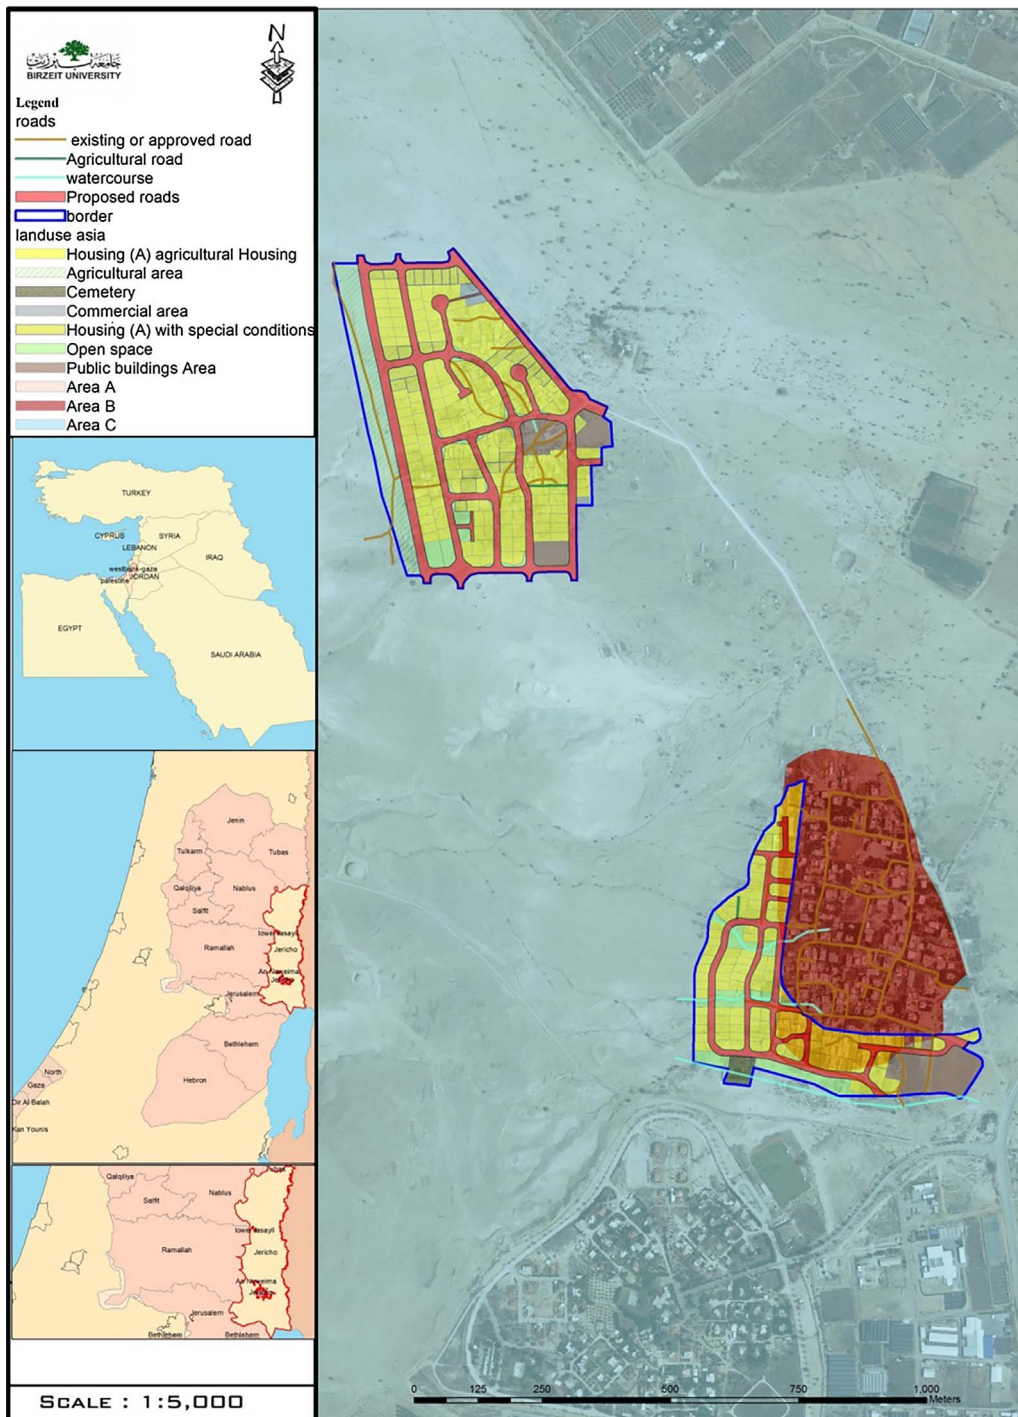 جامعة بيرزيت
BIRZEIT UNIVERSITY
N
Legend
roads
existing or approved road
Agricultural road
watercourse
Proposed roads
border
landuse asia
Housing (A) agricultural Housing
Agricultural area
Cemetery
Commercial area
Housing (A) with special conditions
Open space
Public buildings Area
Area A
Area B
Area C
TURKEY
CYPRUS
SYRIA
LEBANON
IRAQ
westbank-gaza
palestine
JORDAN
EGYPT
SAUDI ARABIA
Jenin
Tulkarm
Tubas
Qalqiliya
Nablus
Salfit
Ramallah
Jericho
Jerusalem
Bethlehem
Hebron
North
Gaza
Dir Al Balah
Kan Younis
Tubas
Qalqiliya
Salfit
Nablus
Ramallah
Jericho
Jerusalem
Bethlehem
Bethlehem
SCALE : 1:5,000
0 125 250 500 750 1,000
Meters